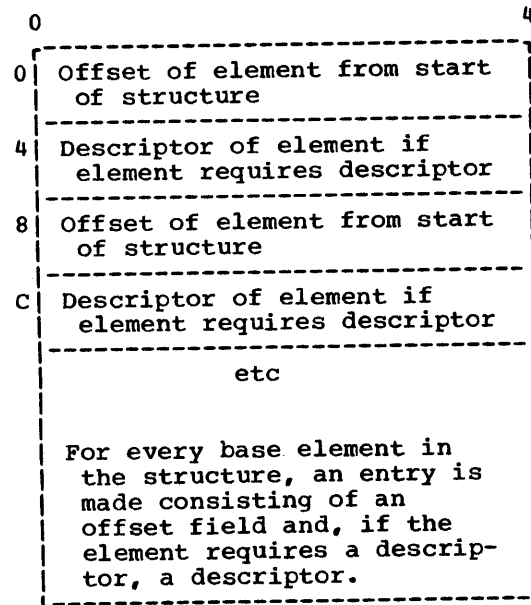 0 4
0 Offset of element from start
of structure
4 Descriptor of element if
element requires descriptor
8 Offset of element from start
of structure
C Descriptor of element if
element requires descriptor
etc
For every base element in
the structure, an entry is
made consisting of an
offset field and, if the
element requires a descrip-
tor, a descriptor.